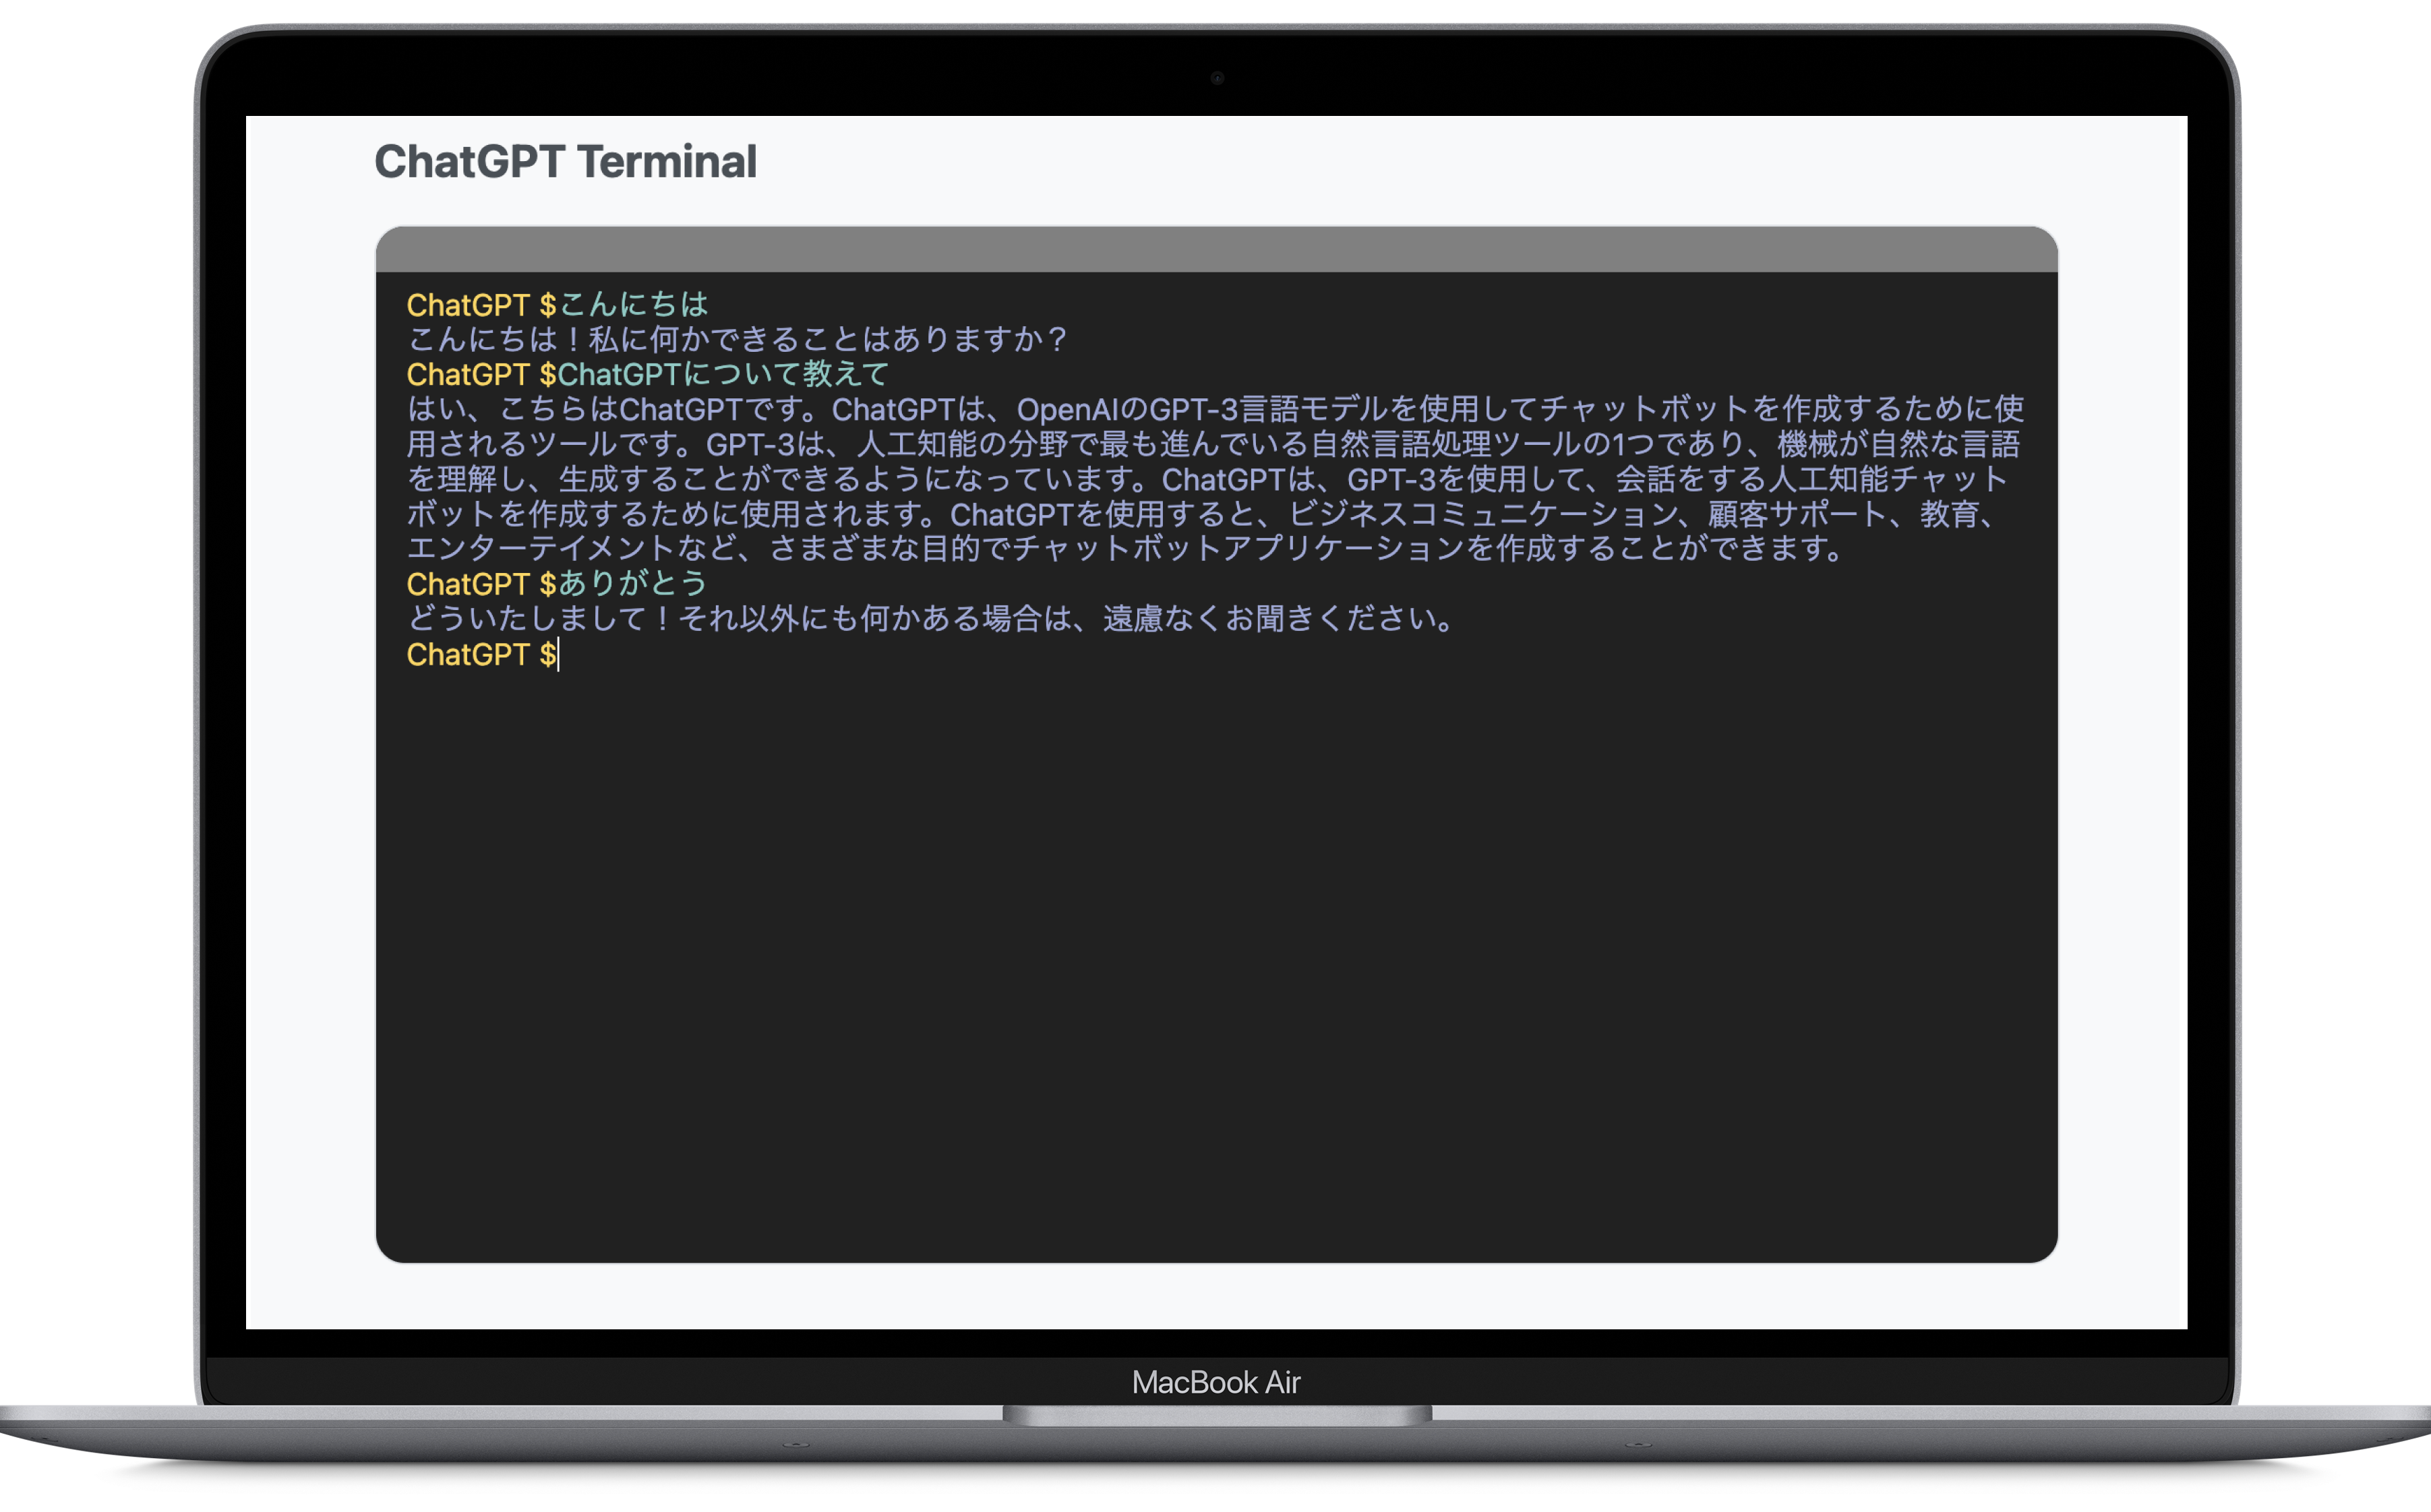 ChatGPT Terminal
ChatGPT $こんにちは
こんにちは！私に何かできることはありますか？
ChatGPT $ChatGPTについて教えて
はい、こちらはChatGPTです。ChatGPTは、OpenAIのGPT-3言語モデルを使用してチャットボットを作成するために使
用されるツールです。GPT-3は、人工知能の分野で最も進んでいる自然言語処理ツールの1つであり、機械が自然な言語
を理解し、生成することができるようになっています。ChatGPTは、GPT-3を使用して、会話をする人工知能チャット
ボットを作成するために使用されます。ChatGPTを使用すると、ビジネスコミュニケーション、顧客サポート、教育、
エンターテイメントなど、さまざまな目的でチャットボットアプリケーションを作成することができます。
ChatGPT $ありがとう
どういたしまして！それ以外にも何かある場合は、遠慮なくお聞きください。
ChatGPT $
MacBook Air